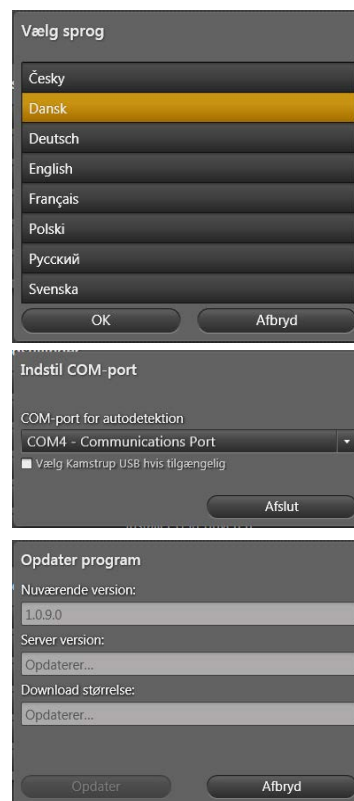 Vælg sprog
Česky
Dansk
Deutsch
English
Français
Polski
Русский
Svenska
OK Afbryd
Indstil COM-port
COM-port for autodetektion
COM4 - Communications Port
Vælg Kamstrup USB hvis tilgængelig
Afslut
Opdater program
Nuværende version:
1.0.9.0
Server version:
Opdaterer...
Download størrelse:
Opdaterer...
Opdater Afbryd